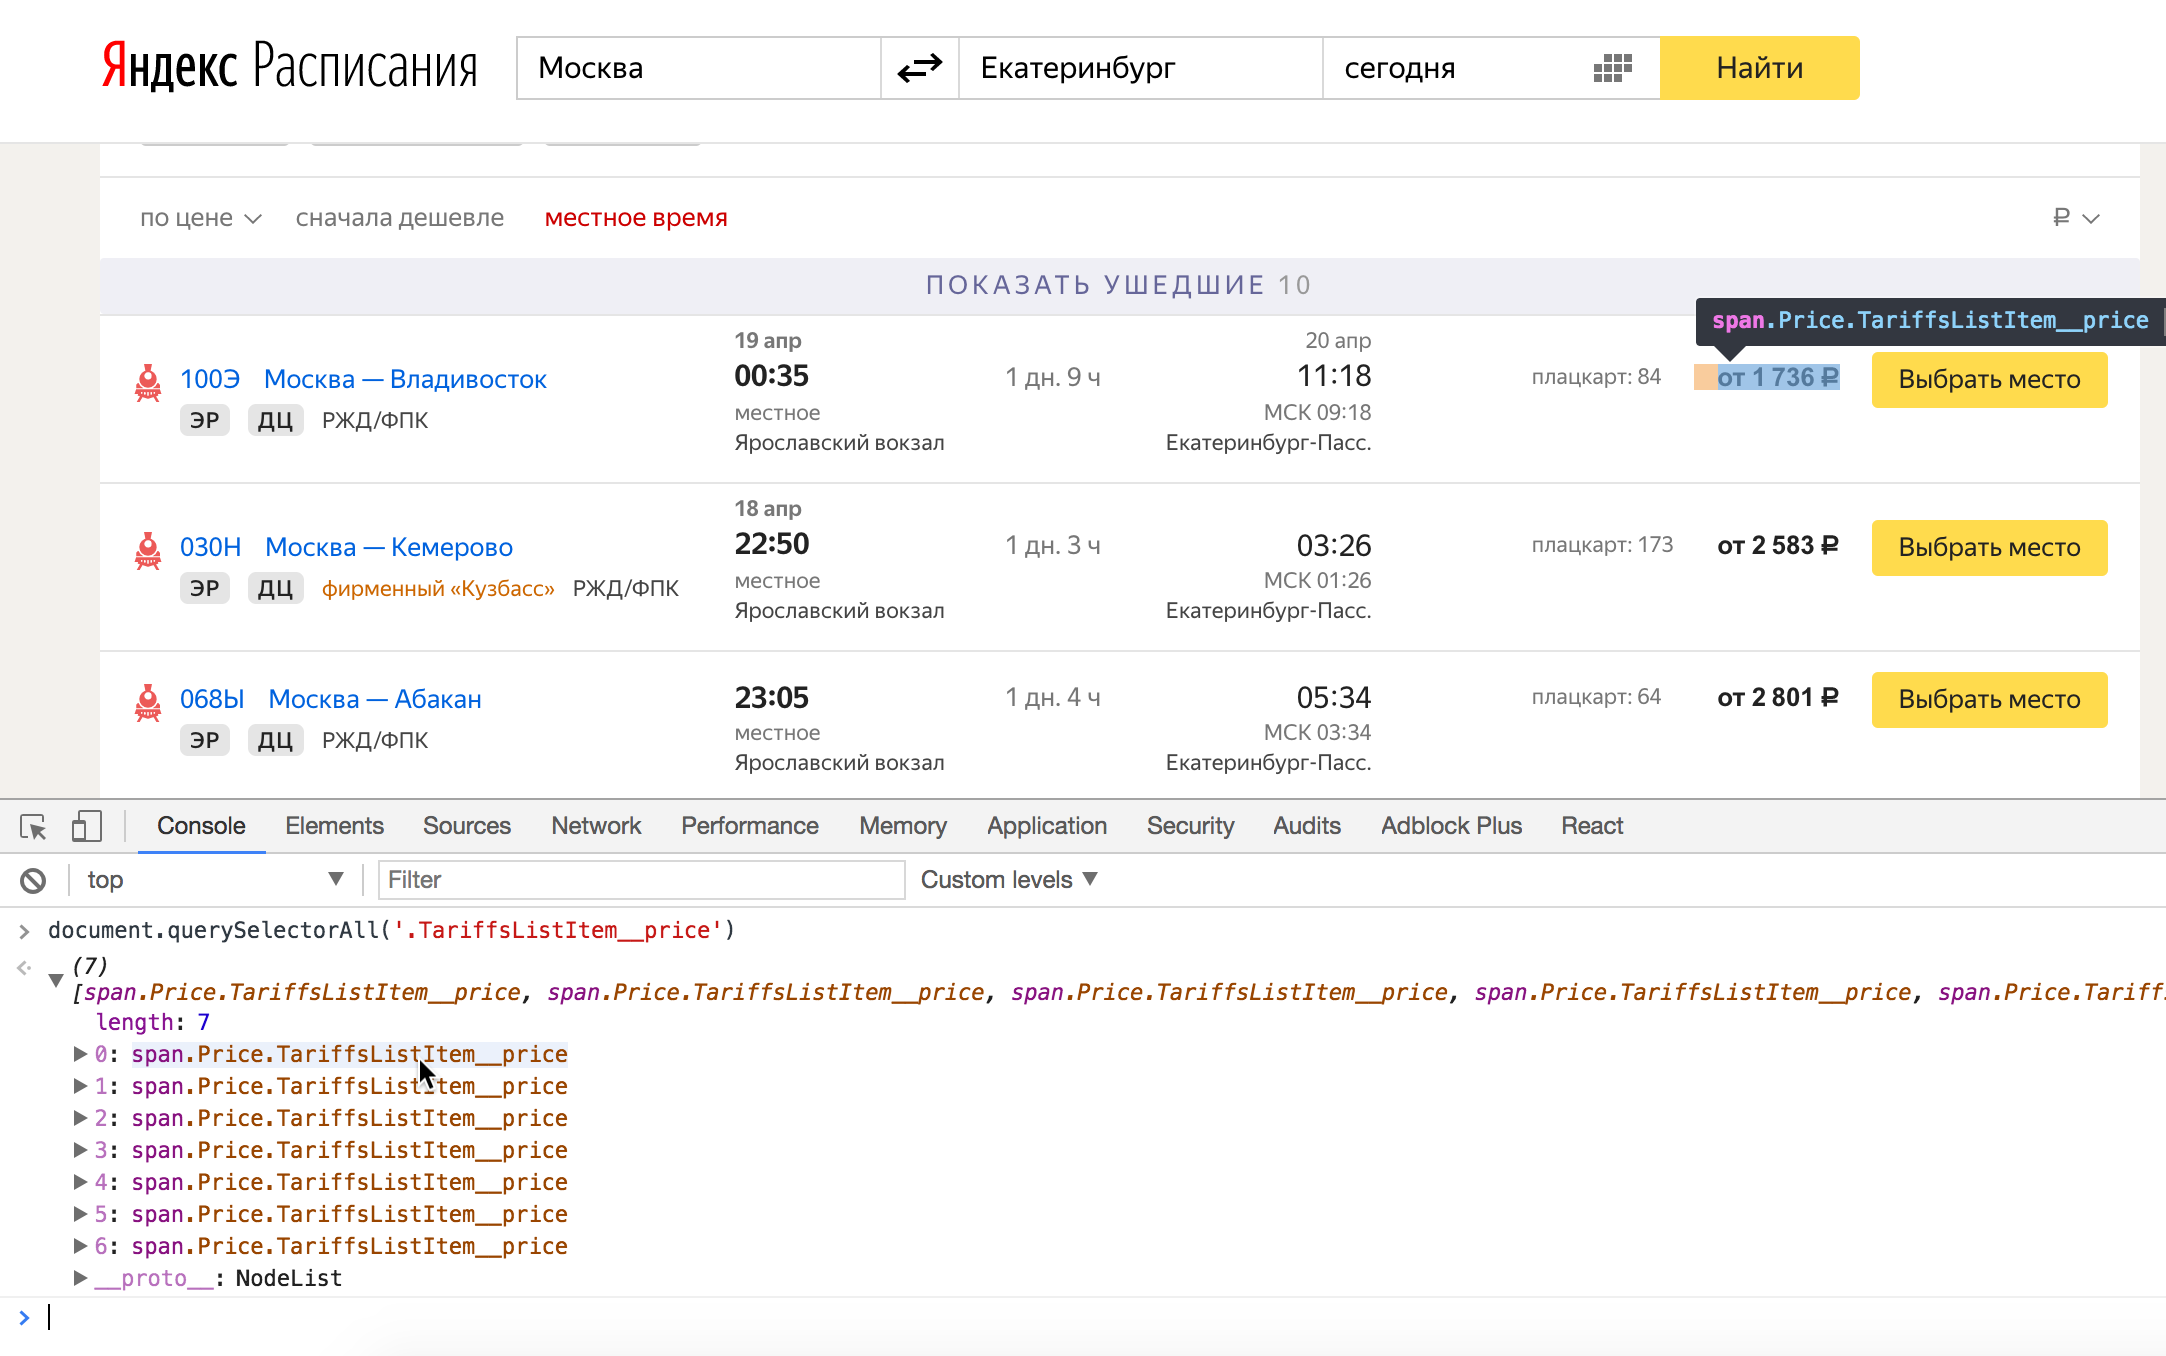 Яндекс Расписания
Москва
Екатеринбург
сегодня
Найти
по цене сначала дешевле местное время ₽
ПОКАЗАТЬ УШЕДШИЕ 10
span.Price.TariffsListItem__price
100Э Москва — Владивосток
ЭР ДЦ РЖД/ФПК
19 апр
00:35
местное
Ярославский вокзал
1 дн. 9 ч
20 апр
11:18
МСК 09:18
Екатеринбург-Пасс.
плацкарт: 84 от 1 736 ₽
Выбрать место
030Н Москва — Кемерово
ЭР ДЦ фирменный «Кузбасс» РЖД/ФПК
18 апр
22:50
местное
Ярославский вокзал
1 дн. 3 ч
03:26
МСК 01:26
Екатеринбург-Пасс.
плацкарт: 173 от 2 583 ₽
Выбрать место
068Ы Москва — Абакан
ЭР ДЦ РЖД/ФПК
23:05
местное
Ярославский вокзал
1 дн. 4 ч
05:34
МСК 03:34
Екатеринбург-Пасс.
плацкарт: 64 от 2 801 ₽
Выбрать место
Console Elements Sources Network Performance Memory Application Security Audits Adblock Plus React
top Filter Custom levels
document.querySelectorAll('.TariffsListItem__price')
(7)
[span.Price.TariffsListItem__price, span.Price.TariffsListItem__price, span.Price.TariffsListItem__price, span.Price.TariffsListItem__price, span.Price.Tariff
length: 7
0: span.Price.TariffsListItem__price
1: span.Price.TariffsListItem__price
2: span.Price.TariffsListItem__price
3: span.Price.TariffsListItem__price
4: span.Price.TariffsListItem__price
5: span.Price.TariffsListItem__price
6: span.Price.TariffsListItem__price
__proto__: NodeList